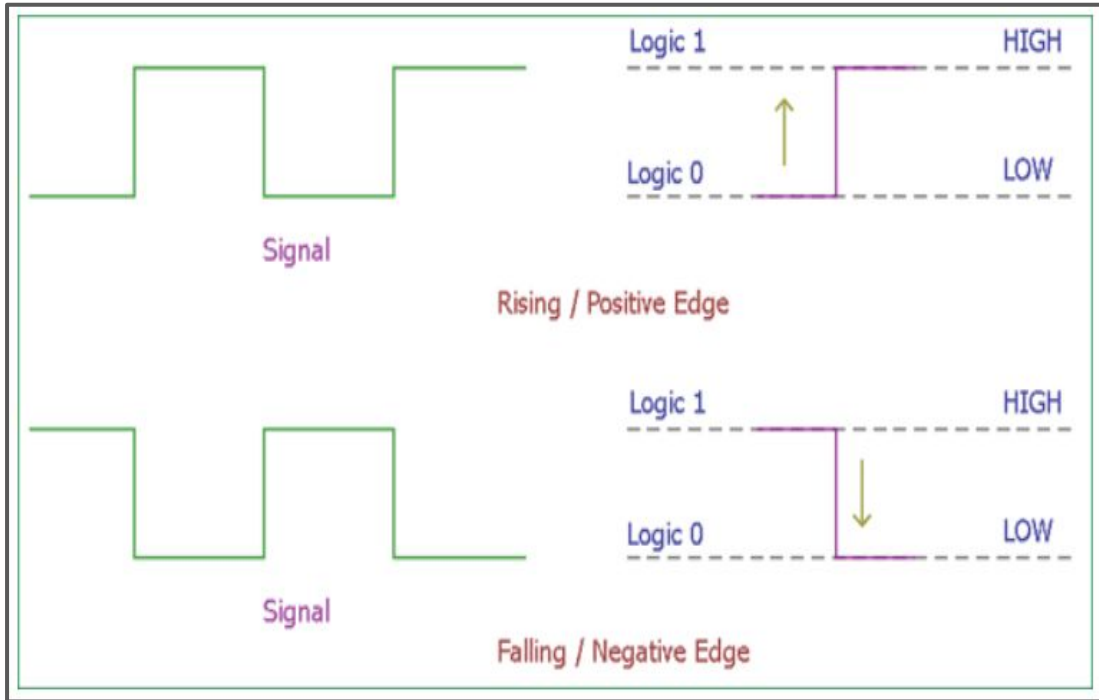 Logic 1 HIGH
Logic 0 LOW
Signal
Rising / Positive Edge
Logic 1 HIGH
Logic 0 LOW
Signal
Falling / Negative Edge